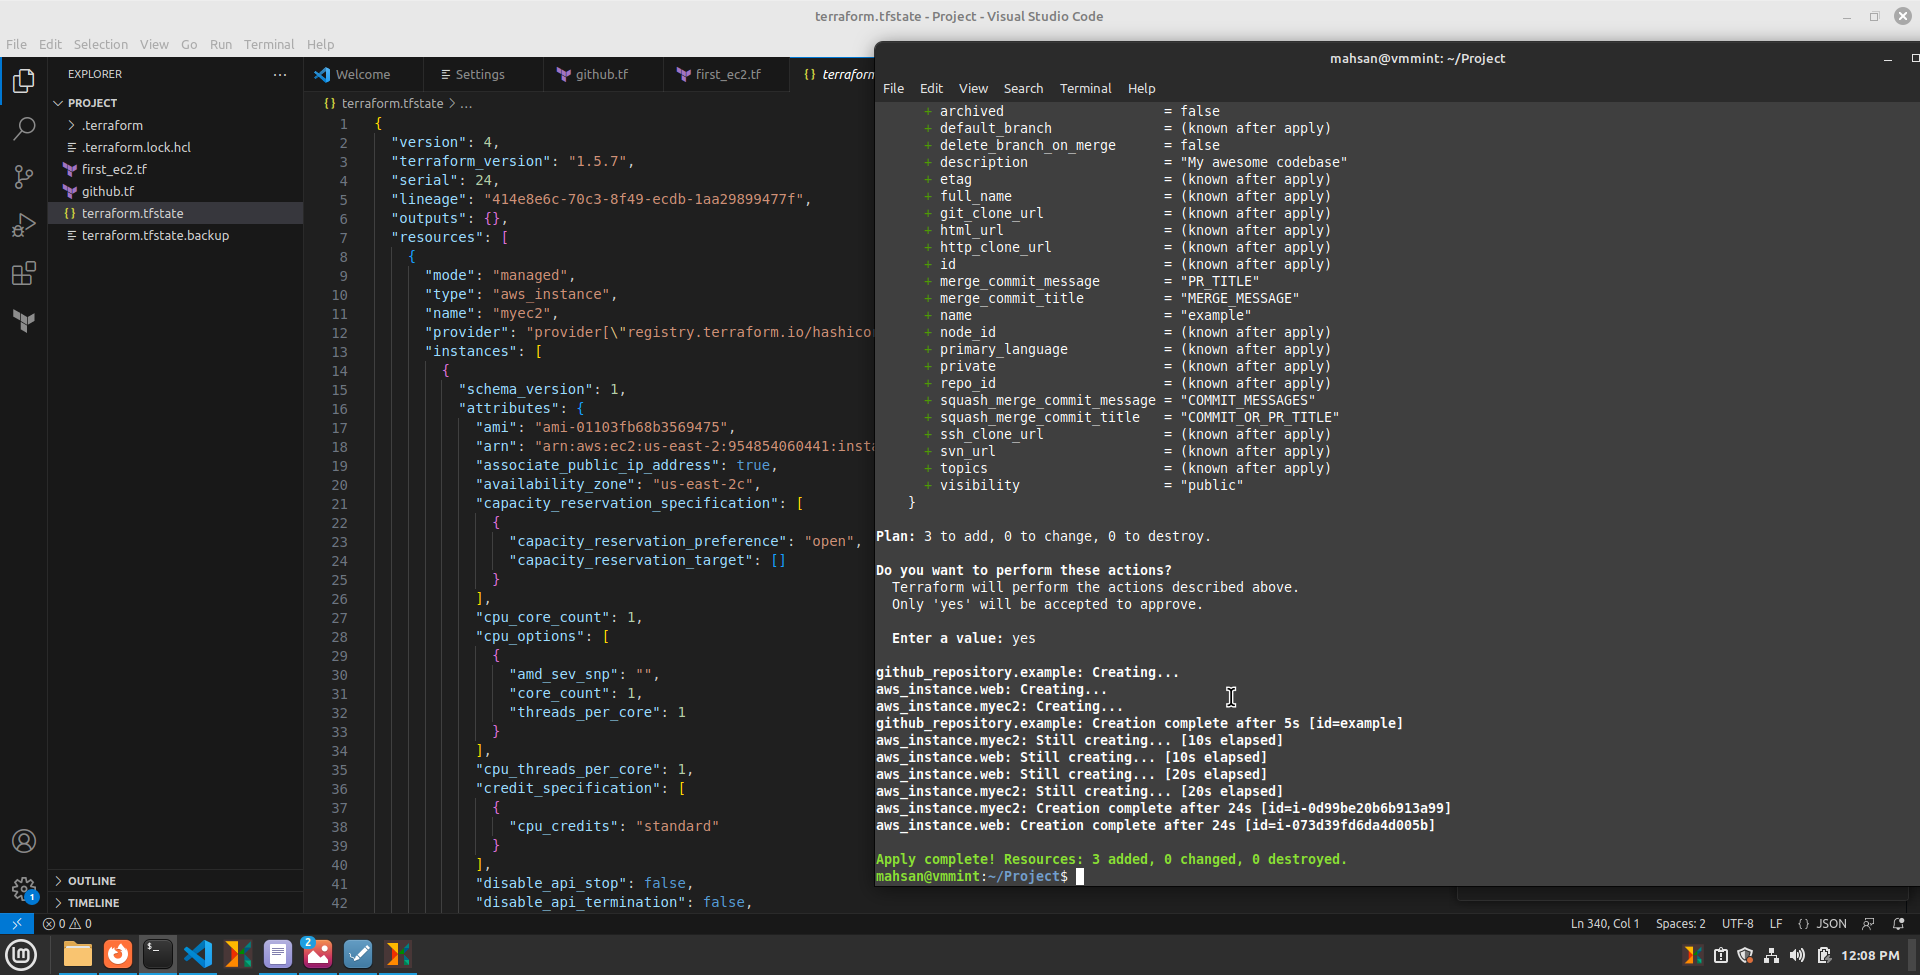 terraform.tfstate - Project - Visual Studio Code
File Edit Selection View Go Run Terminal Help
EXPLORER
PROJECT
.terraform
.terraform.lock.hcl
first_ec2.tf
github.tf
terraform.tfstate
terraform.tfstate.backup
OUTLINE
TIMELINE
Welcome Settings github.tf first_ec2.tf terraform
{} terraform.tfstate > ...
1 {
2 "version": 4,
3 "terraform_version": "1.5.7",
4 "serial": 24,
5 "lineage": "414e8e6c-70c3-8f49-ecdb-1aa29899477f",
6 "outputs": {},
7 "resources": [
8 {
9 "mode": "managed",
10 "type": "aws_instance",
11 "name": "myec2",
12 "provider": "provider[\"registry.terraform.io/hashicor
13 "instances": [
14 {
15 "schema_version": 1,
16 "attributes": {
17 "ami": "ami-01103fb68b3569475",
18 "arn": "arn:aws:ec2:us-east-2:954854060441:insta
19 "associate_public_ip_address": true,
20 "availability_zone": "us-east-2c",
21 "capacity_reservation_specification": [
22 {
23 "capacity_reservation_preference": "open",
24 "capacity_reservation_target": []
25 }
26 ],
27 "cpu_core_count": 1,
28 "cpu_options": [
29 {
30 "amd_sev_snp": "",
31 "core_count": 1,
32 "threads_per_core": 1
33 }
34 ],
35 "cpu_threads_per_core": 1,
36 "credit_specification": [
37 {
38 "cpu_credits": "standard"
39 }
40 ],
41 "disable_api_stop": false,
42 "disable_api_termination": false,
mahsan@vmmint: ~/Project
File Edit View Search Terminal Help
+ archived = false
+ default_branch = (known after apply)
+ delete_branch_on_merge = false
+ description = "My awesome codebase"
+ etag = (known after apply)
+ full_name = (known after apply)
+ git_clone_url = (known after apply)
+ html_url = (known after apply)
+ http_clone_url = (known after apply)
+ id = (known after apply)
+ merge_commit_message = "PR_TITLE"
+ merge_commit_title = "MERGE_MESSAGE"
+ name = "example"
+ node_id = (known after apply)
+ primary_language = (known after apply)
+ private = (known after apply)
+ repo_id = (known after apply)
+ squash_merge_commit_message = "COMMIT_MESSAGES"
+ squash_merge_commit_title = "COMMIT_OR_PR_TITLE"
+ ssh_clone_url = (known after apply)
+ svn_url = (known after apply)
+ topics = (known after apply)
+ visibility = "public"
}
Plan: 3 to add, 0 to change, 0 to destroy.
Do you want to perform these actions?
Terraform will perform the actions described above.
Only 'yes' will be accepted to approve.
Enter a value: yes
github_repository.example: Creating...
aws_instance.web: Creating...
aws_instance.myec2: Creating...
github_repository.example: Creation complete after 5s [id=example]
aws_instance.myec2: Still creating... [10s elapsed]
aws_instance.web: Still creating... [10s elapsed]
aws_instance.web: Still creating... [20s elapsed]
aws_instance.myec2: Still creating... [20s elapsed]
aws_instance.myec2: Creation complete after 24s [id=i-0d99be20b6b913a99]
aws_instance.web: Creation complete after 24s [id=i-073d39fd6da4d005b]
Apply complete! Resources: 3 added, 0 changed, 0 destroyed.
mahsan@vmmint:~/Project$
1
0 0 Ln 340, Col 1 Spaces: 2 UTF-8 LF {} JSON
2
12:08 PM